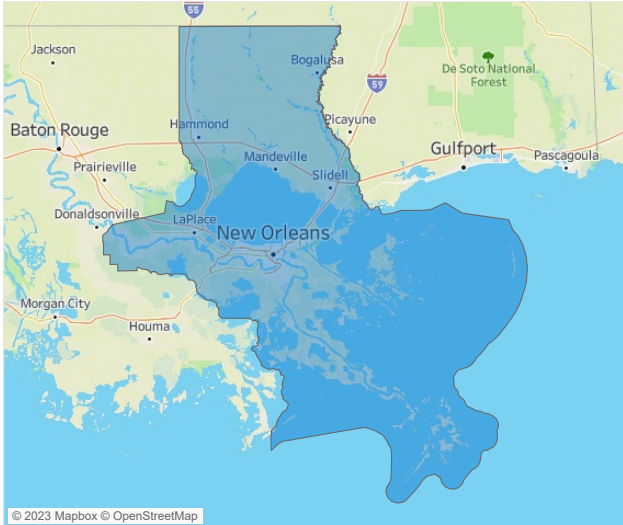 55
Jackson
Bogalusa
De Soto National
Forest
59
Picayune
Hammond
Baton Rouge
Gulfport
Mandeville
Pascagoula
Prairieville
Slidell
Donaldsonville
LaPlace
New Orleans
Morgan City
Houma
© 2023 Mapbox © OpenStreetMap